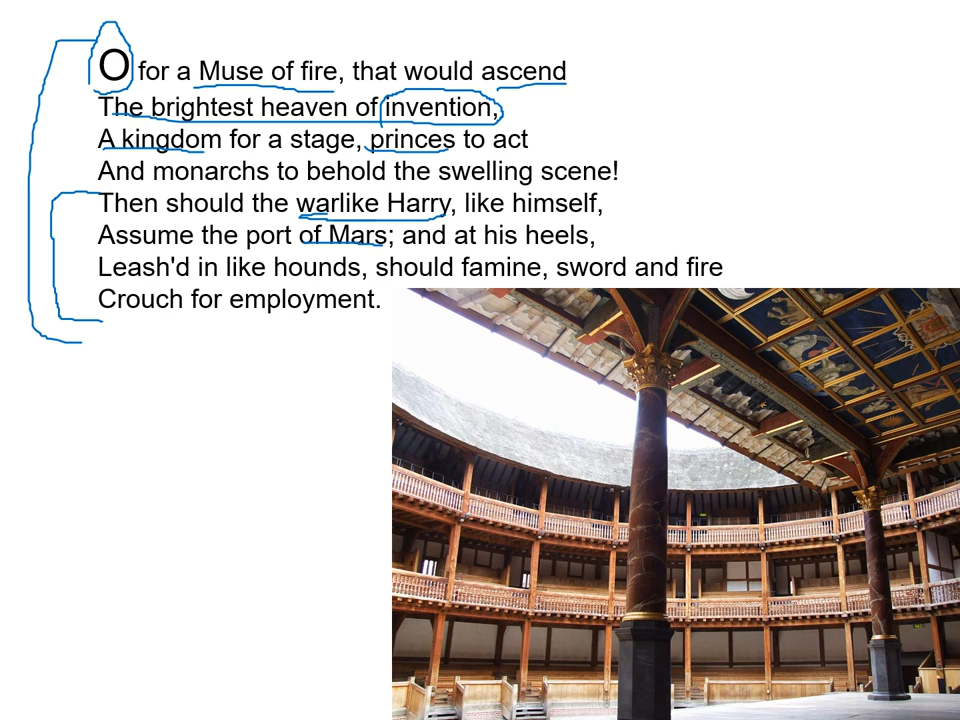 O for a Muse of fire, that would ascend
The brightest heaven of invention,
A kingdom for a stage, princes to act
And monarchs to behold the swelling scene!
Then should the warlike Harry, like himself,
Assume the port of Mars; and at his heels,
Leash'd in like hounds, should famine, sword and fire
Crouch for employment.